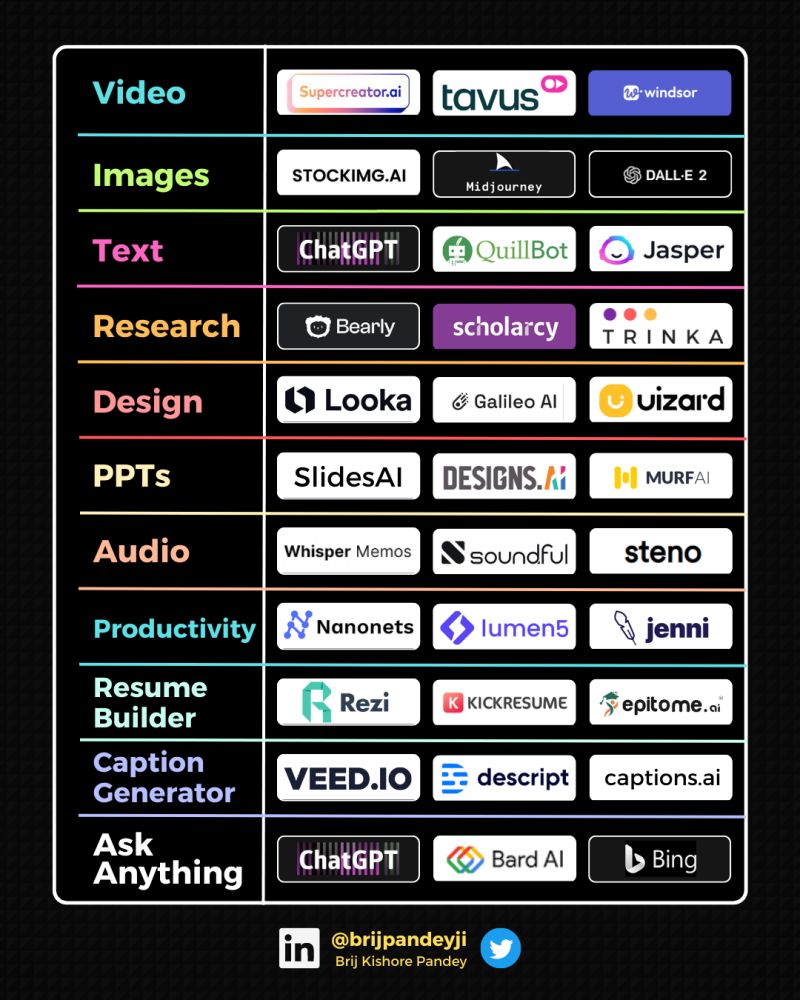 Video
Supercreator.ai
tavus
windsor
Images
STOCKIMG.AI
Midjourney
DALL·E 2
Text
ChatGPT
QuillBot
Jasper
Research
Bearly
scholarcy
TRINKA
Design
Looka
Galileo AI
uizard
PPTs
SlidesAI
DESIGNS.Ai
MURFAI
Audio
Whisper Memos
soundful
steno
Productivity
Nanonets
lumen5
jenni
Resume
Builder
Rezi
KICKRESUME
epitome.ai
Caption
Generator
VEED.IO
descript
captions.ai
Ask
Anything
ChatGPT
Bard AI
Bing
in
@brijpandeyji
Brij Kishore Pandey